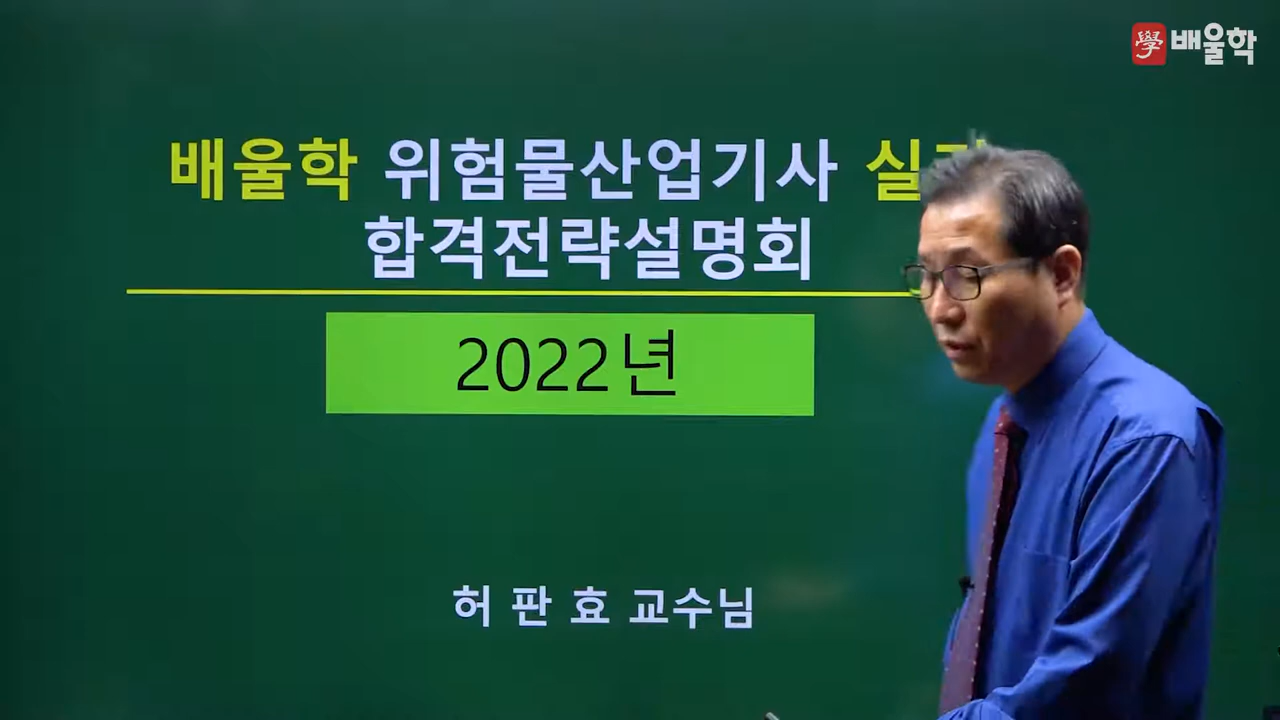 學배울학
배울학 위험물산업기사
합격전략설명회
2022년
허 판 효 교수님